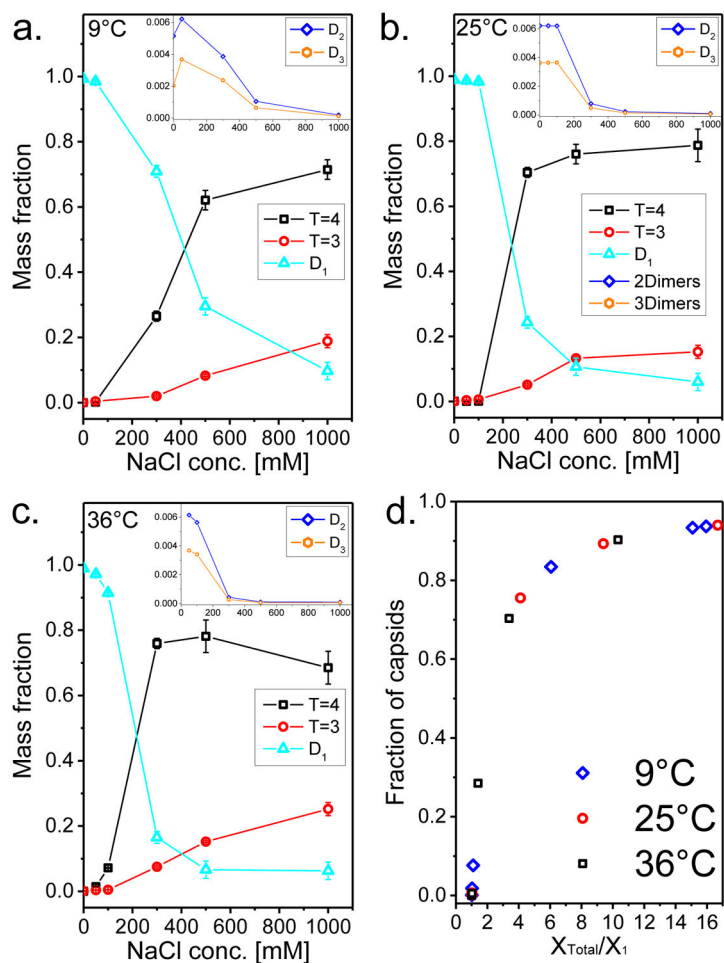 a. 9°C
0.006
0.004
0.002
0.000
0 200 400 600 800 1000
D2
D3
1.0
0.8
0.6
0.4
0.2
0.0
Mass fraction
T=4
T=3
D1
0 200 400 600 800 1000
NaCl conc. [mM]
b. 25°C
0.006
0.004
0.002
0.000
0 200 400 600 800 1000
D2
D3
1.0
0.8
0.6
0.4
0.2
0.0
Mass fraction
T=4
T=3
D1
2Dimers
3Dimers
0 200 400 600 800 1000
NaCl conc. [mM]
c. 36°C
0.006
0.004
0.002
0.000
0 200 400 600 800 1000
D2
D3
1.0
0.8
0.6
0.4
0.2
0.0
Mass fraction
T=4
T=3
D1
0 200 400 600 800 1000
NaCl conc. [mM]
d.
1.0
0.8
0.6
0.4
0.2
0.0
Fraction of capsids
9°C
25°C
36°C
0 2 4 6 8 10 12 14 16
XTotal/X1